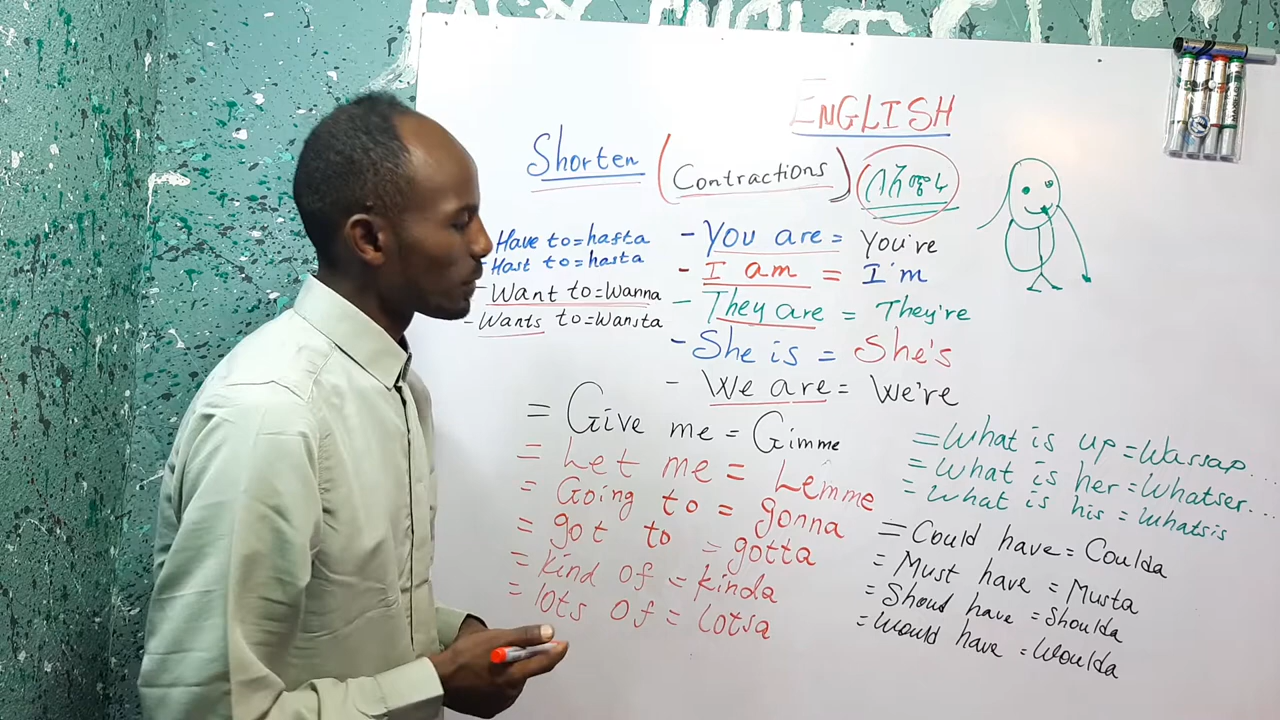 ENGLISH
Shorten (Contractions) ለአማራ
Have to=hafta
Hast to=hasta
- Want to=Wanna
- Wants to=Wansta
- You are = You're
- I am = I'm
- They are = They're
- She is = She's
- We are = We're
= Give me = Gimme
= Let me = Lemme
= Going to = gonna
= got to = gotta
= kind of = kinda
= lots of = lotsa
= What is up = Wassap...
= What is her = Whatser...
= What is his = Whatsis
= Could have = Coulda
= Must have = Musta
= Shoud have = Shoulda
= Would have = Woulda